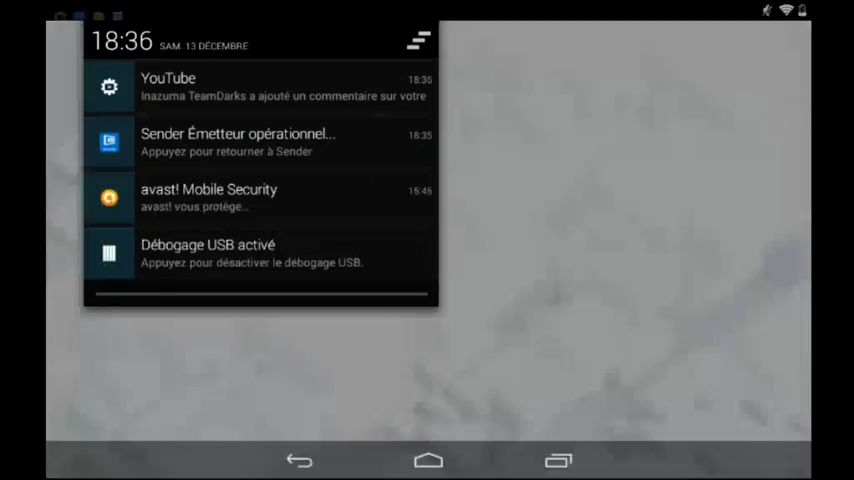 18:36 SAM. 13 DÉCEMBRE
YouTube 18:36
Inazuma TeamDarks a ajouté un commentaire sur votre
Sender Émetteur opérationnel... 18:35
Appuyez pour retourner à Sender
avast! Mobile Security 15:46
avast! vous protège...
Débogage USB activé
Appuyez pour désactiver le débogage USB.